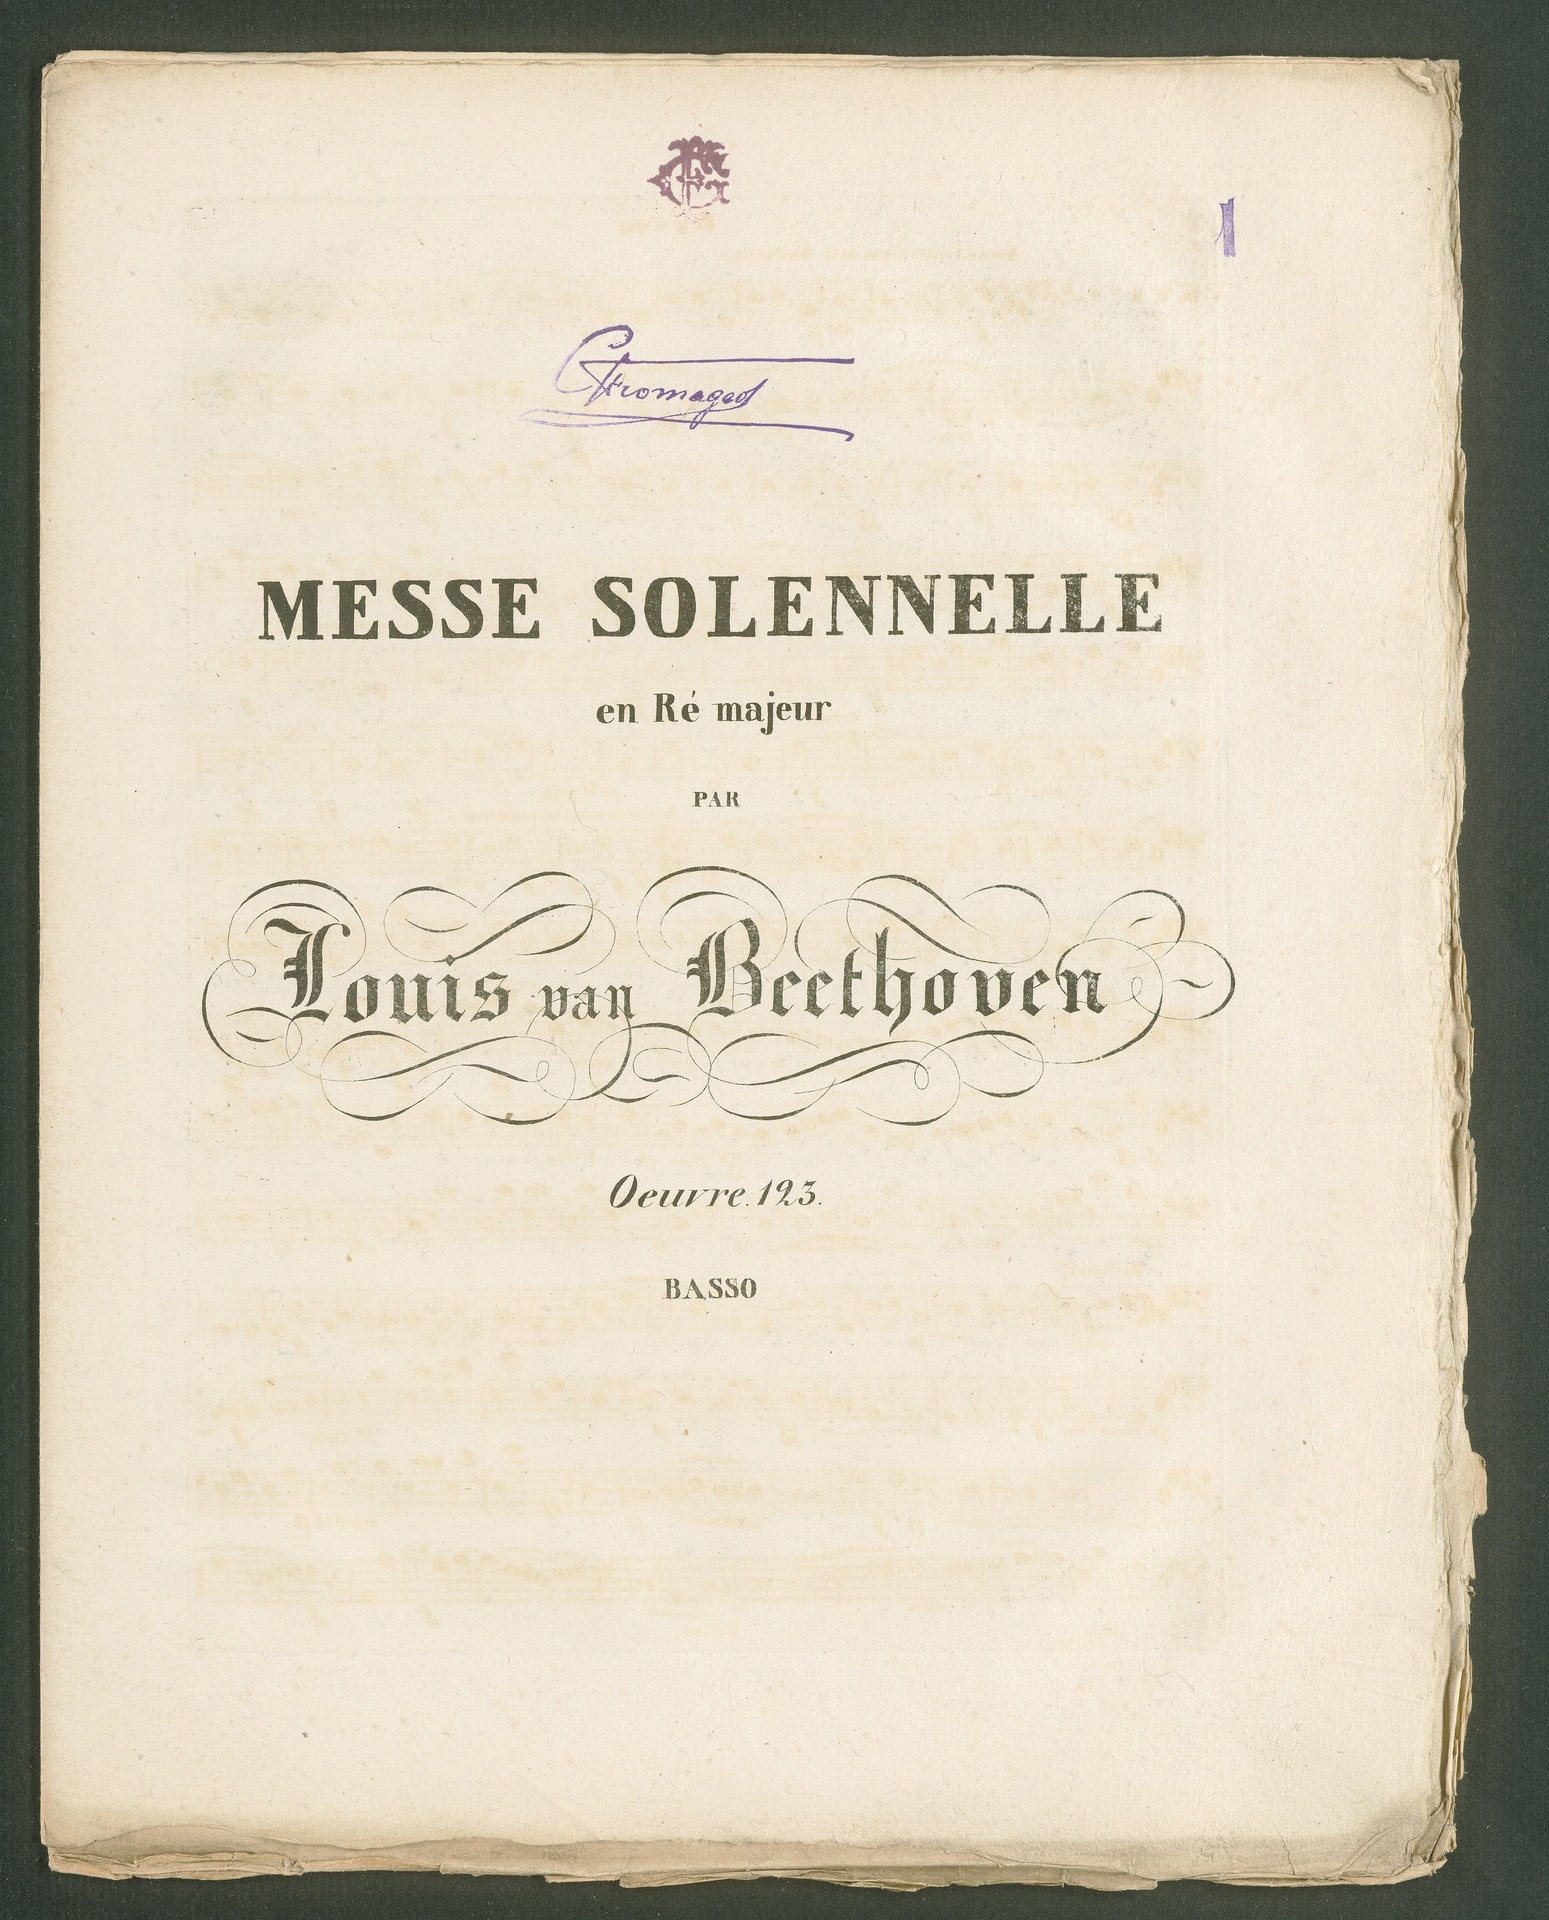 1
Fromageot
MESSE SOLENNELLE
en Ré majeur
PAR
Louis van Beethoven
Oeuvre.123.
BASSO